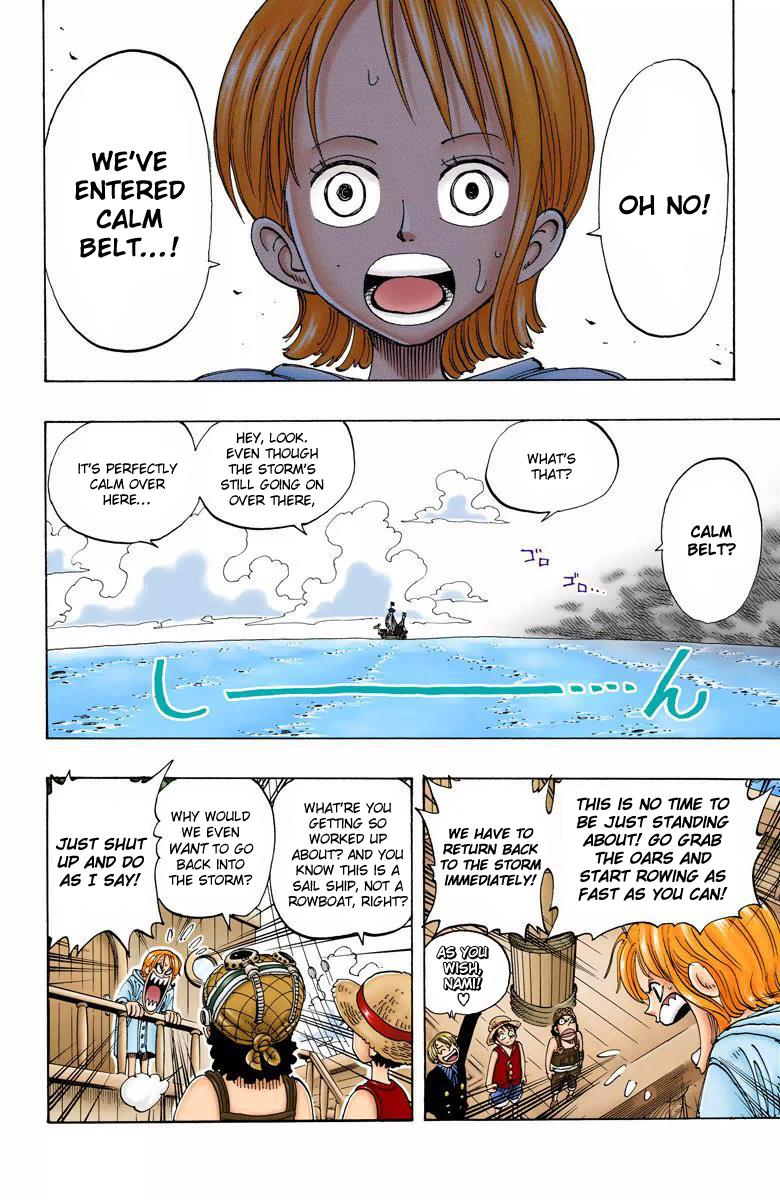 OH NO!
WE'VE
ENTERED
CALM
BELT...!
CALM
BELT?
WHAT'S
THAT?
HEY, LOOK.
EVEN THOUGH
THE STORM'S
STILL GOING ON
OVER THERE,
IT'S PERFECTLY
CALM OVER
HERE...
ゴロ
ゴロ...
しーん
THIS IS NO TIME TO
BE JUST STANDING
ABOUT! GO GRAB
THE OARS AND
START ROWING AS
FAST AS YOU CAN!
WE HAVE TO
RETURN BACK
TO THE STORM
IMMEDIATELY!
AS YOU
WISH,
NAMI!
♡
WHAT'RE YOU
GETTING SO
WORKED UP
ABOUT? AND YOU
KNOW THIS IS A
SAIL SHIP, NOT A
ROWBOAT, RIGHT?
WHY WOULD
WE EVEN
WANT TO GO
BACK INTO
THE STORM?
JUST SHUT
UP AND DO
AS I SAY!